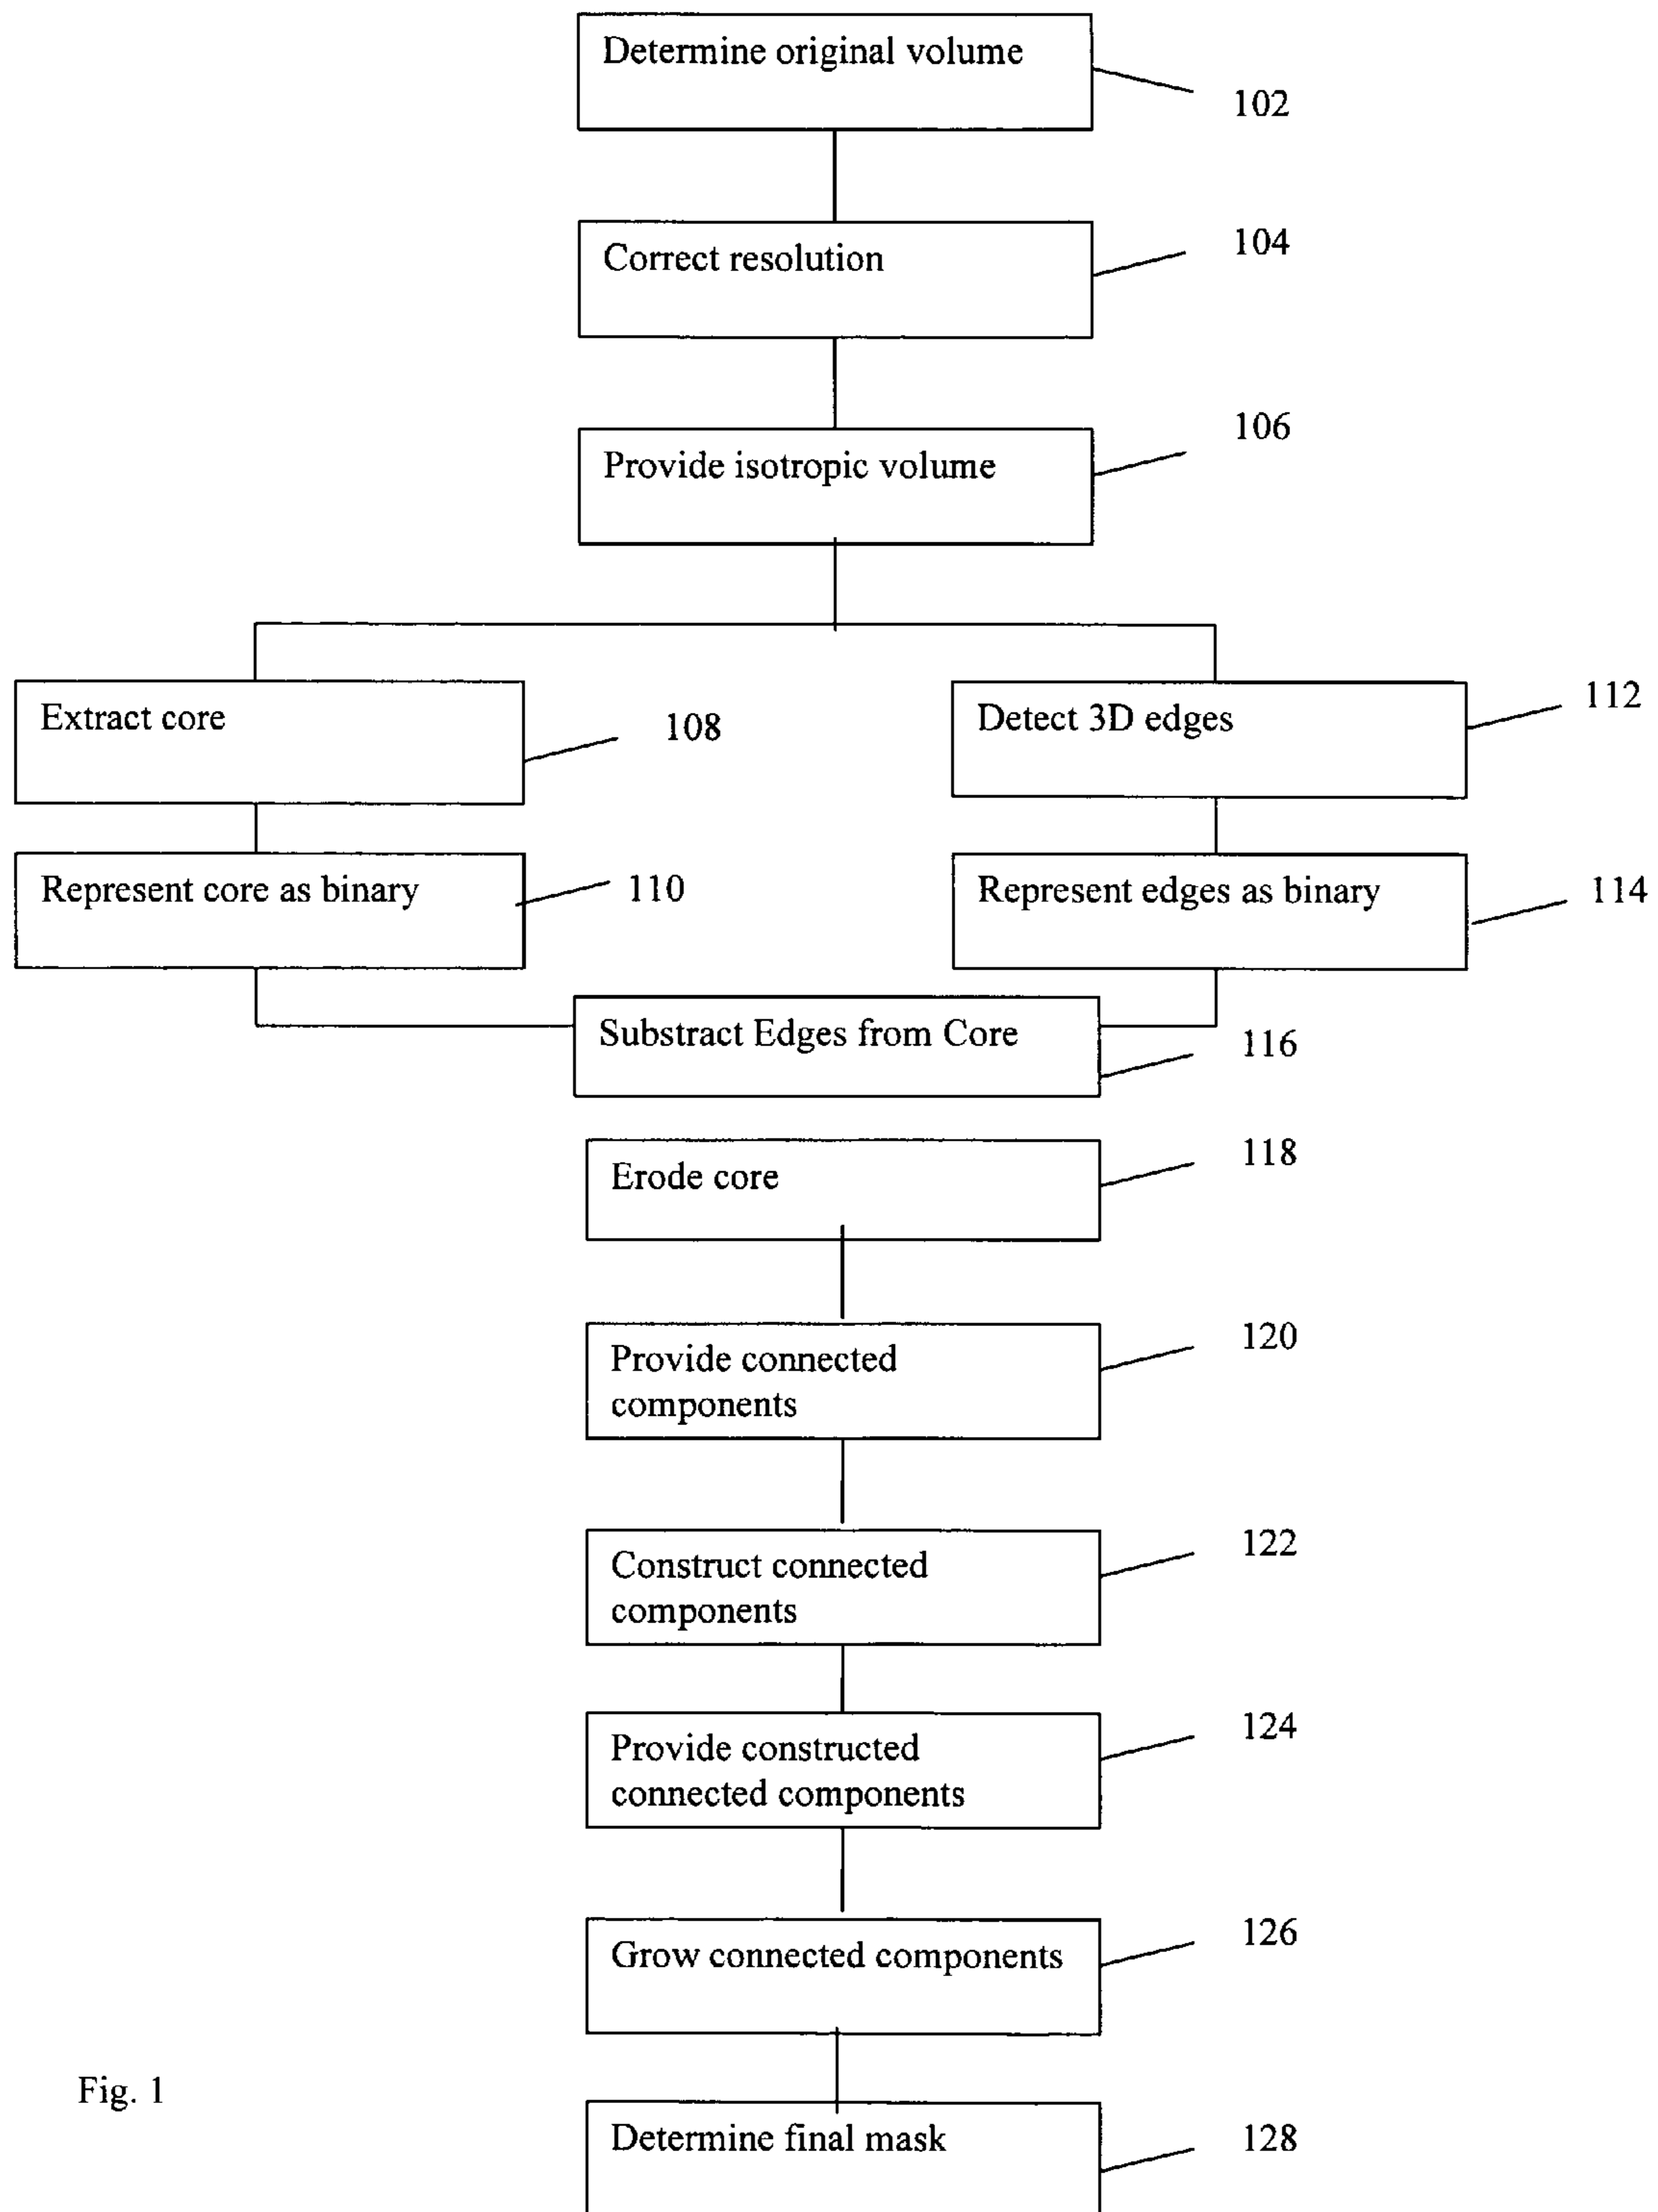 Determine original volume
102
Correct resolution
104
Provide isotropic volume
106
Extract core
108
Detect 3D edges
112
Represent core as binary
110
Represent edges as binary
114
Substract Edges from Core
116
Erode core
118
Provide connected
components
120
Construct connected
components
122
Provide constructed
connected components
124
Grow connected components
126
Fig. 1
Determine final mask
128